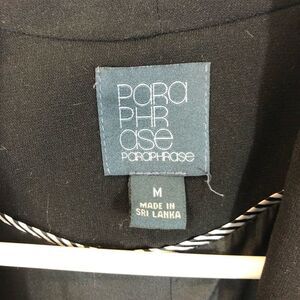 Para
PHR
ase
ParaPHrase
M
MADE IN
SRI LANKA